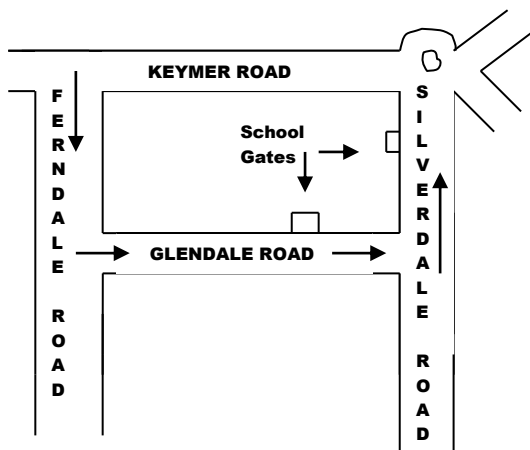 KEYMER ROAD
FERNDALE ROAD
School
Gates
SILVERDALE ROAD
GLENDALE ROAD